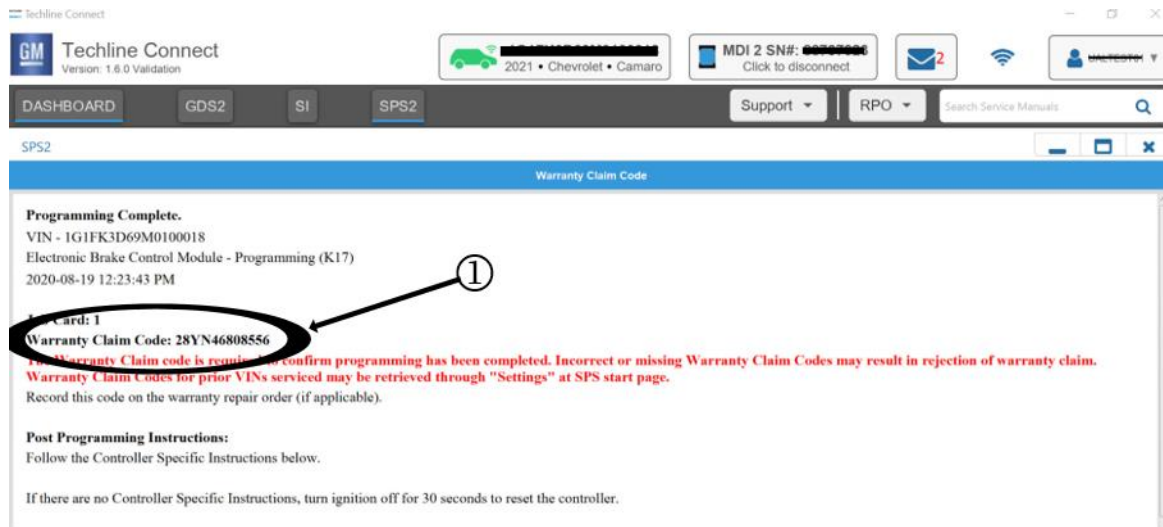 Techline Connect
GM
Techline Connect
Version: 1.6.0 Validation
2021 • Chevrolet • Camaro
MDI 2 SN#:
Click to disconnect
2
DASHBOARD GDS2 SI SPS2
Support RPO Search Service Manuals
SPS2
Warranty Claim Code
Programming Complete.
VIN - 1G1FK3D69M0100018
Electronic Brake Control Module - Programming (K17)
2020-08-19 12:23:43 PM
1
Card: 1
Warranty Claim Code: 28YN46808556
Warranty Claim code is required confirm programming has been completed. Incorrect or missing Warranty Claim Codes may result in rejection of warranty claim.
Warranty Claim Codes for prior VINs serviced may be retrieved through "Settings" at SPS start page.
Record this code on the warranty repair order (if applicable).
Post Programming Instructions:
Follow the Controller Specific Instructions below.
If there are no Controller Specific Instructions, turn ignition off for 30 seconds to reset the controller.